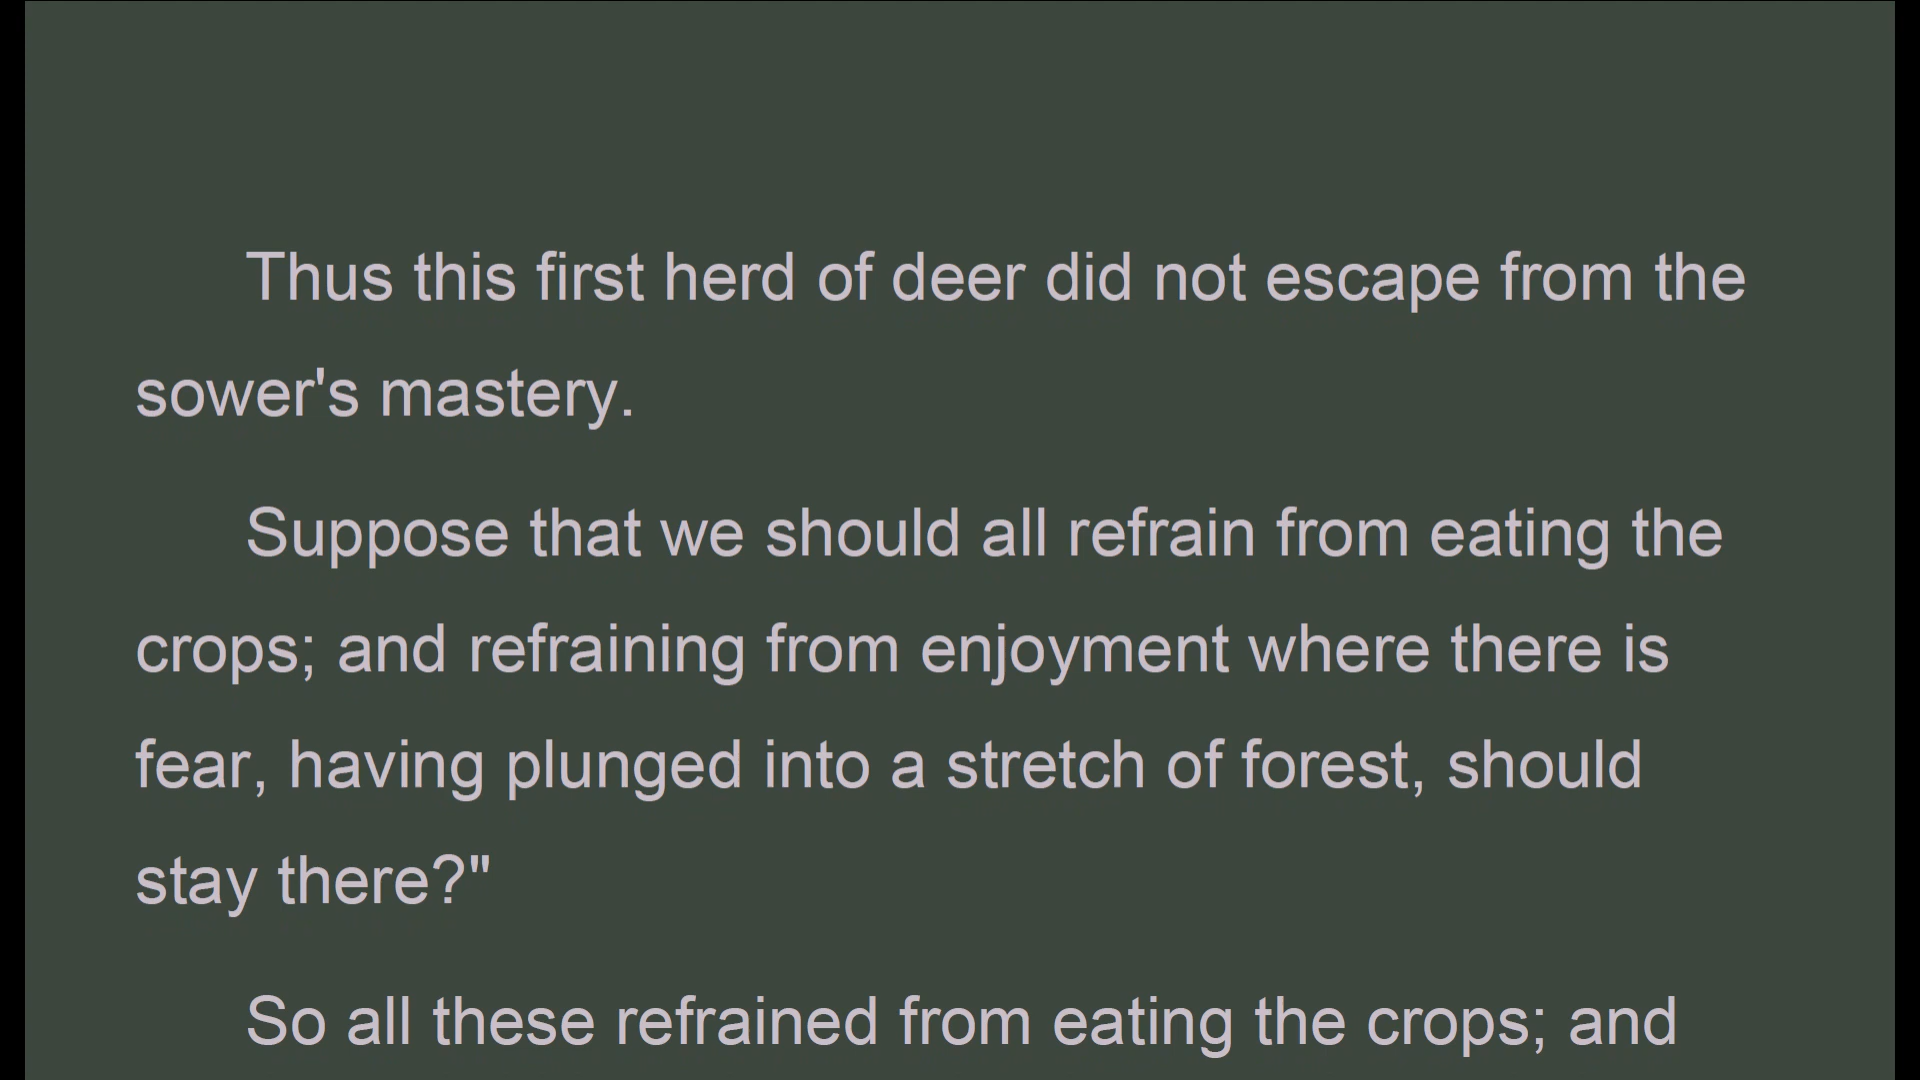 Thus this first herd of deer did not escape from the
sower's mastery.
Suppose that we should all refrain from eating the
crops; and refraining from enjoyment where there is
fear, having plunged into a stretch of forest, should
stay there?"
So all these refrained from eating the crops; and